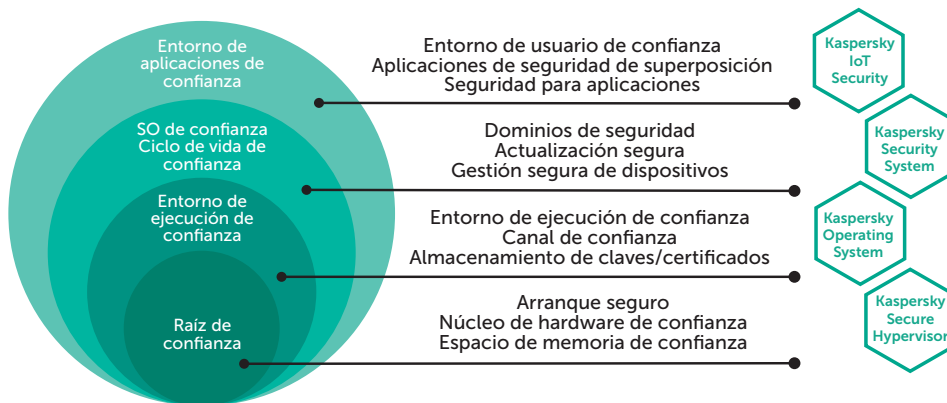 Entorno de
aplicaciones de
confianza
SO de confianza
Ciclo de vida de
confianza
Entorno de
ejecución de
confianza
Raíz de
confianza
Entorno de usuario de confianza
Aplicaciones de seguridad de superposición
Seguridad para aplicaciones
Dominios de seguridad
Actualización segura
Gestión segura de dispositivos
Entorno de ejecución de confianza
Canal de confianza
Almacenamiento de claves/certificados
Arranque seguro
Núcleo de hardware de confianza
Espacio de memoria de confianza
Kaspersky
IoT
Security
Kaspersky
Security
System
Kaspersky
Operating
System
Kaspersky
Secure
Hypervisor